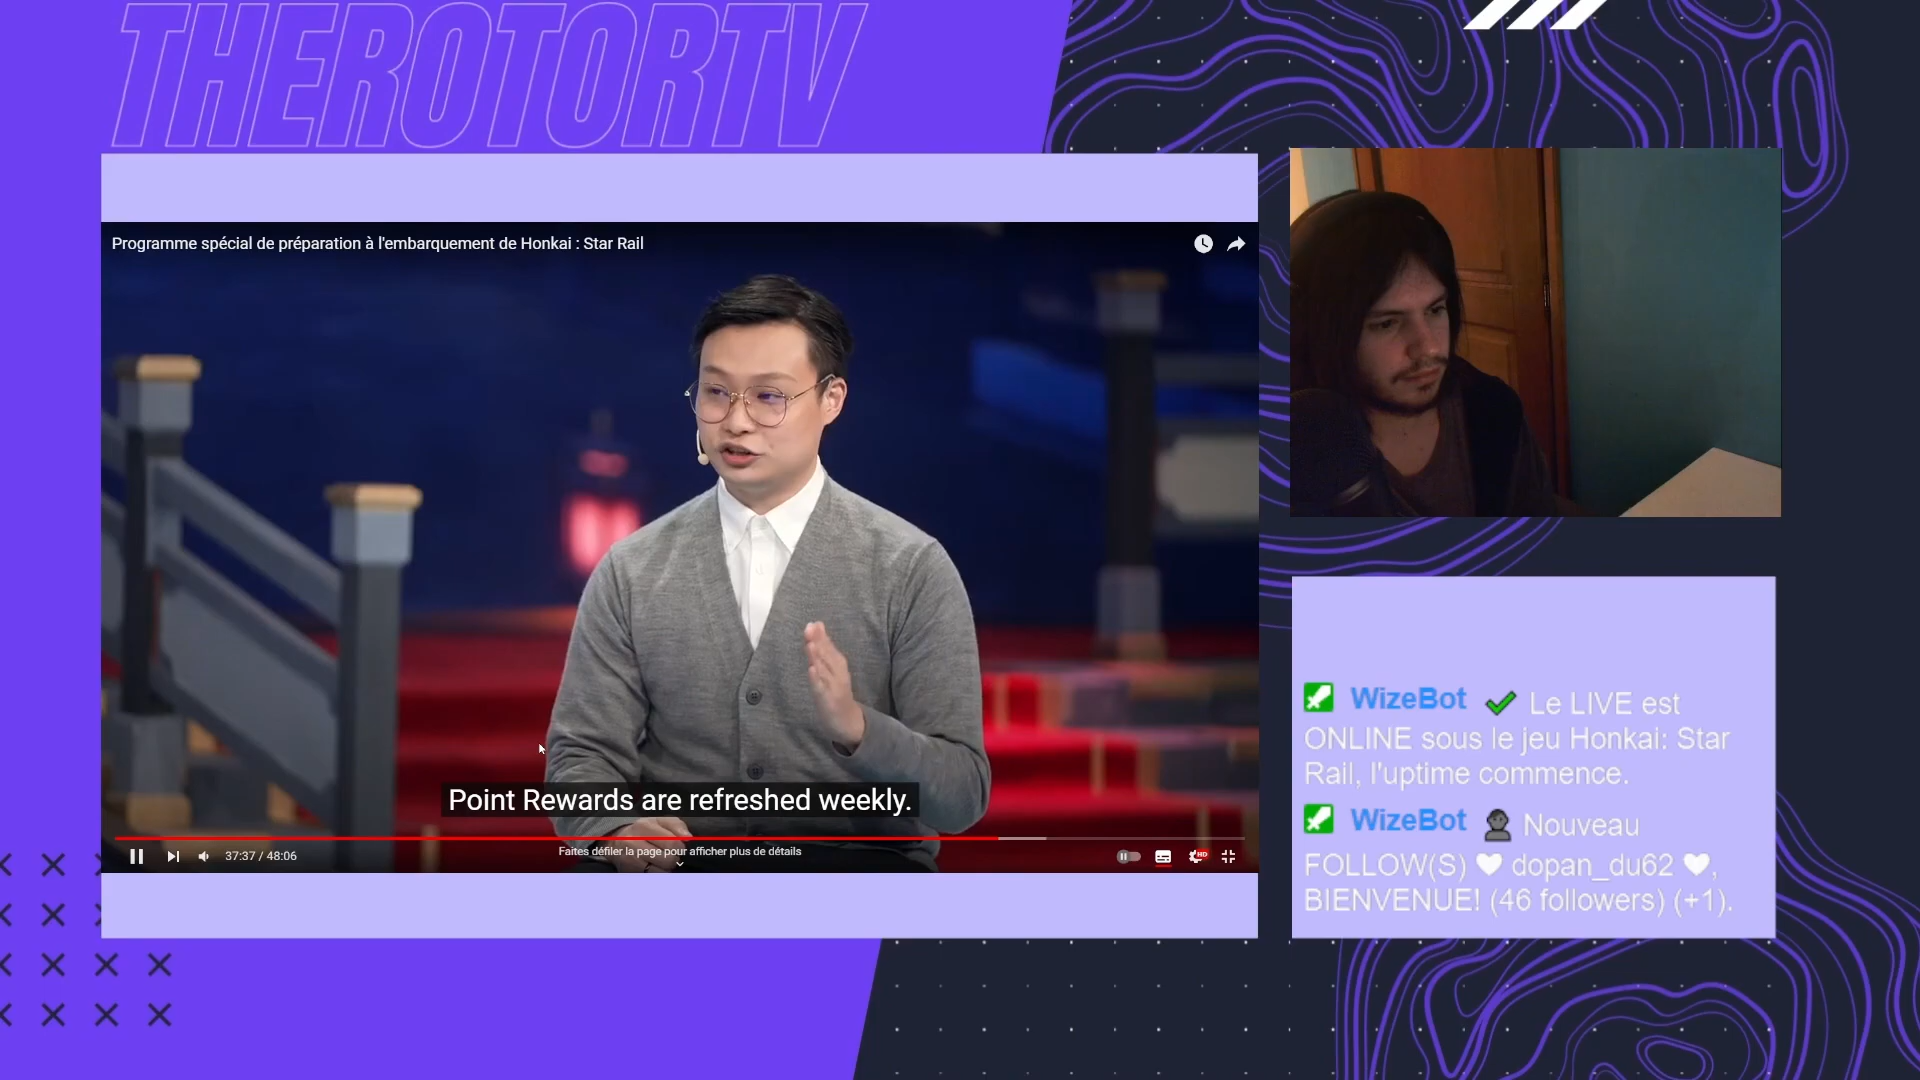 THEROTORTV
Programme spécial de préparation à l'embarquement de Honkai : Star Rail
Point Rewards are refreshed weekly.
Faites défiler la page pour afficher plus de détails
37:37 / 48:06
HD
WizeBot ✔ Le LIVE est
ONLINE sous le jeu Honkai: Star
Rail, l'uptime commence.
WizeBot 👤 Nouveau
FOLLOW(S) 🤍 dopan_du62 🤍,
BIENVENUE! (46 followers) (+1).